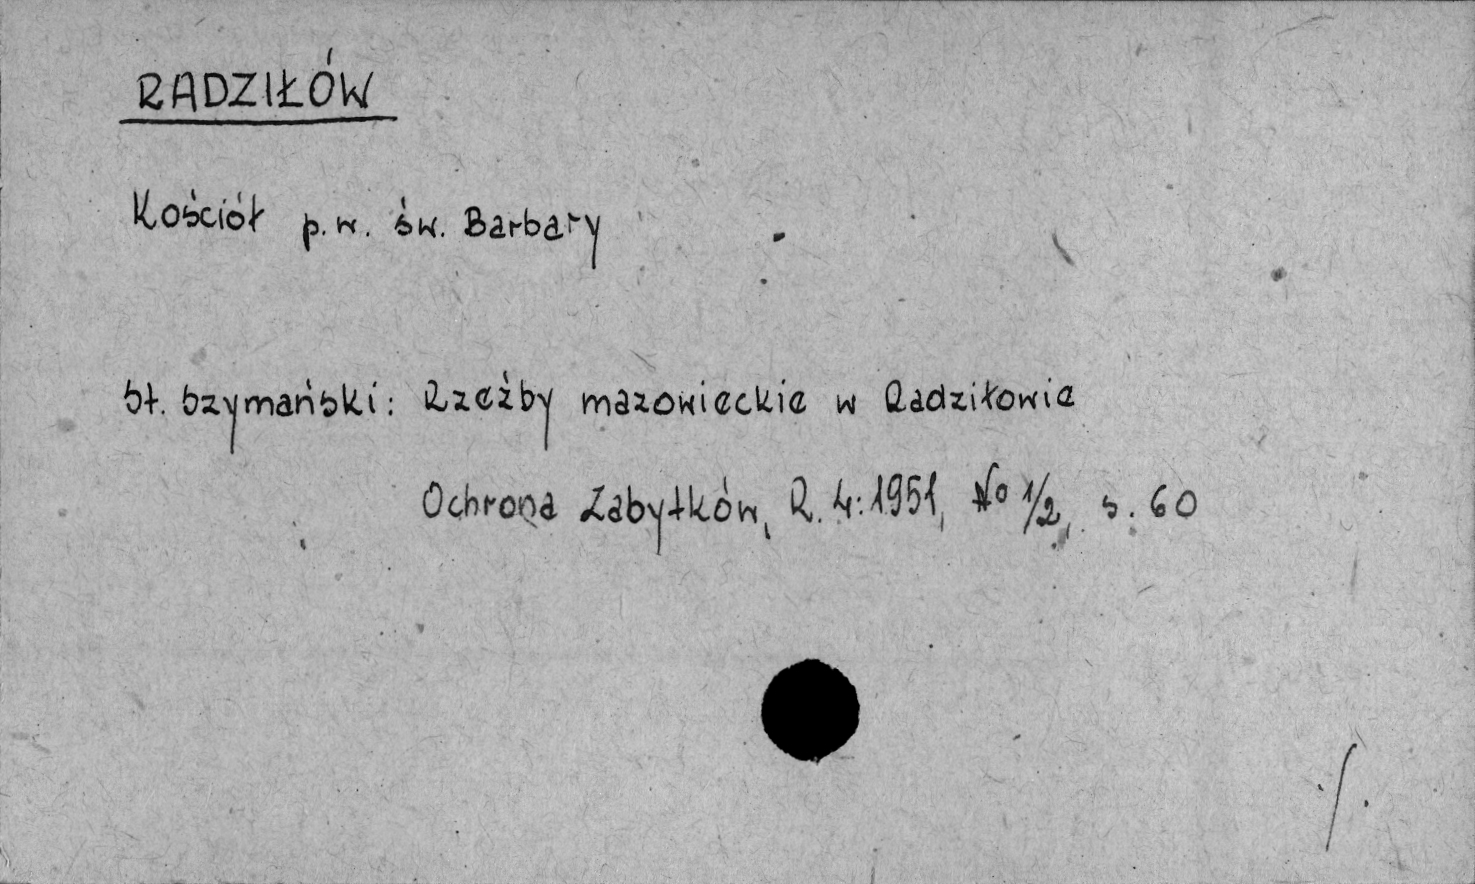 RADZIŁÓW
Kościół p.w. św. Barbary
St. Szymański: Rzeźby mazowieckie w Radziłowie
Ochrona Zabytków, R. 4:1951, No 1/2, s. 60
·/.